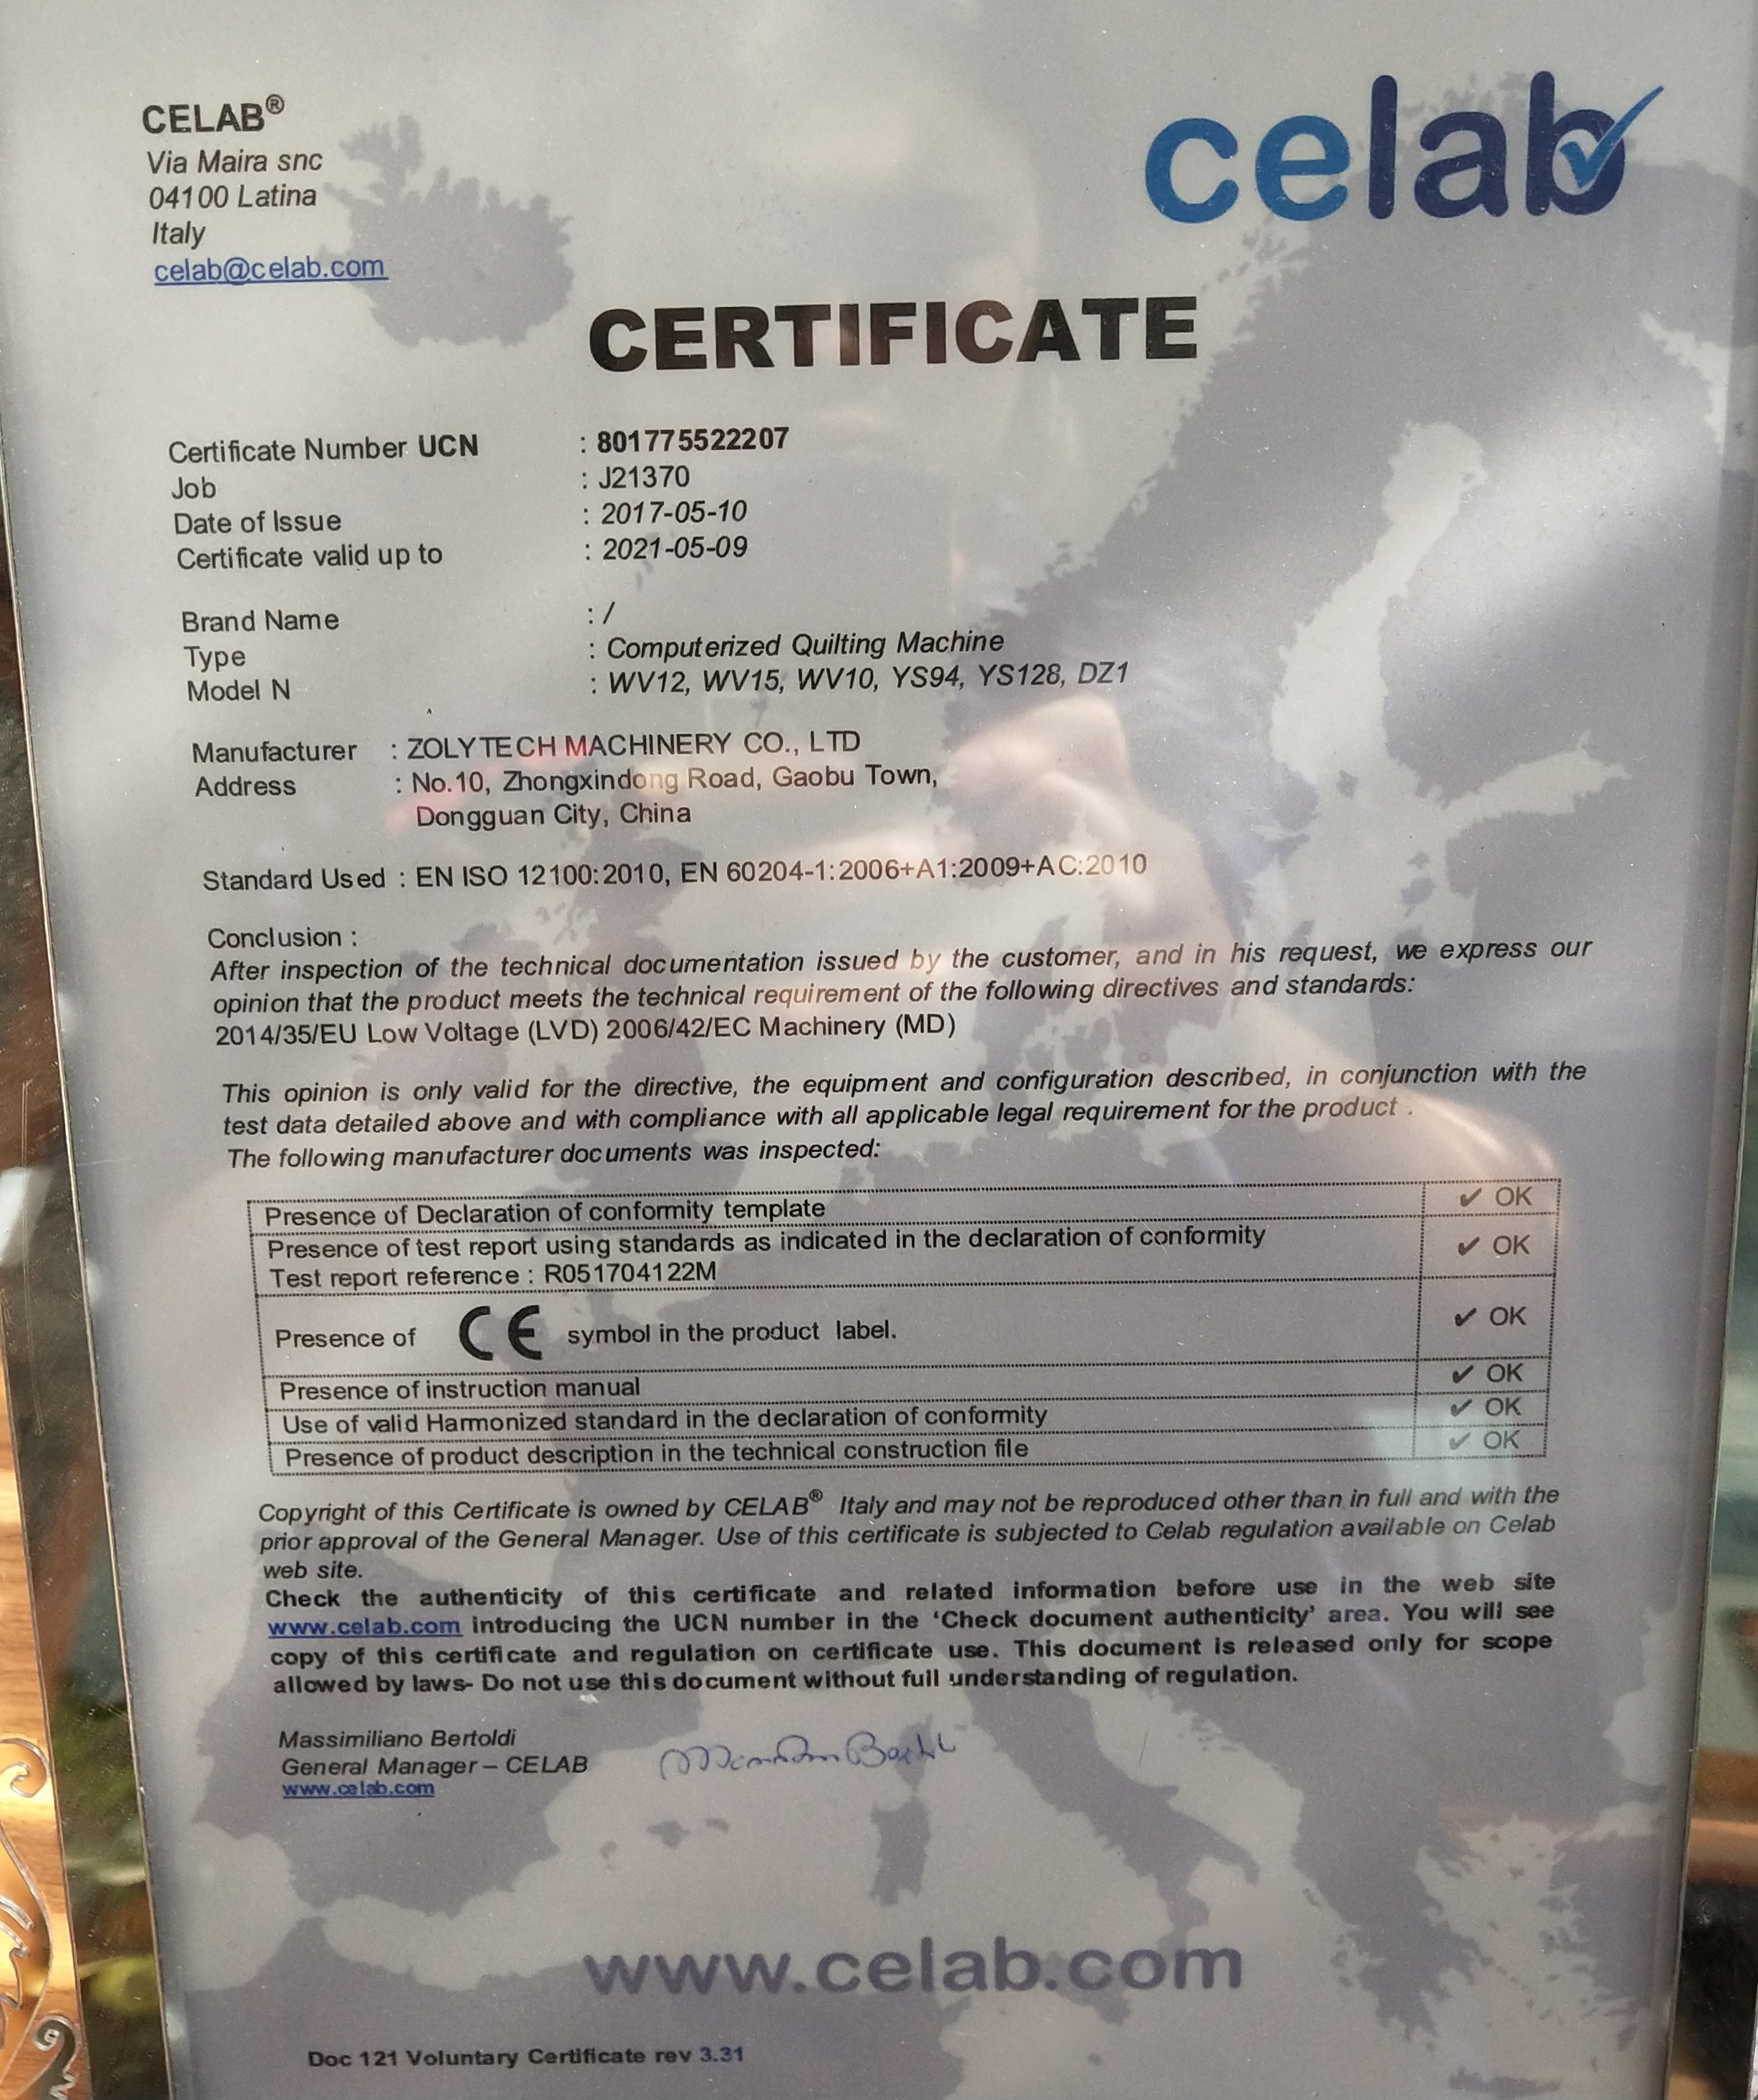 CELAB®
Via Maira snc
04100 Latina
Italy
celab@celab.com
celab
CERTIFICATE
Certificate Number UCN : 801775522207
Job : J21370
Date of Issue : 2017-05-10
Certificate valid up to : 2021-05-09
Brand Name : /
Type : Computerized Quilting Machine
Model N : WV12, WV15, WV10, YS94, YS128, DZ1
Manufacturer : ZOLYTECH MACHINERY CO., LTD
Address : No.10, Zhongxindong Road, Gaobu Town,
Dongguan City, China
Standard Used : EN ISO 12100:2010, EN 60204-1:2006+A1:2009+AC:2010
Conclusion :
After inspection of the technical documentation issued by the customer, and in his request, we express our
opinion that the product meets the technical requirement of the following directives and standards:
2014/35/EU Low Voltage (LVD) 2006/42/EC Machinery (MD)
This opinion is only valid for the directive, the equipment and configuration described, in conjunction with the
test data detailed above and with compliance with all applicable legal requirement for the product .
The following manufacturer documents was inspected:
Presence of Declaration of conformity template ✔ OK
Presence of test report using standards as indicated in the declaration of conformity ✔ OK
Test report reference : R051704122M
Presence of CE symbol in the product label. ✔ OK
Presence of instruction manual ✔ OK
Use of valid Harmonized standard in the declaration of conformity ✔ OK
Presence of product description in the technical construction file ✔ OK
Copyright of this Certificate is owned by CELAB® Italy and may not be reproduced other than in full and with the
prior approval of the General Manager. Use of this certificate is subjected to Celab regulation available on Celab
web site.
Check the authenticity of this certificate and related information before use in the web site
www.celab.com introducing the UCN number in the ‘Check document authenticity’ area. You will see
copy of this certificate and regulation on certificate use. This document is released only for scope
allowed by laws- Do not use this document without full understanding of regulation.
Massimiliano Bertoldi
General Manager – CELAB
www.celab.com
www.celab.com
Doc 121 Voluntary Certificate rev 3.31